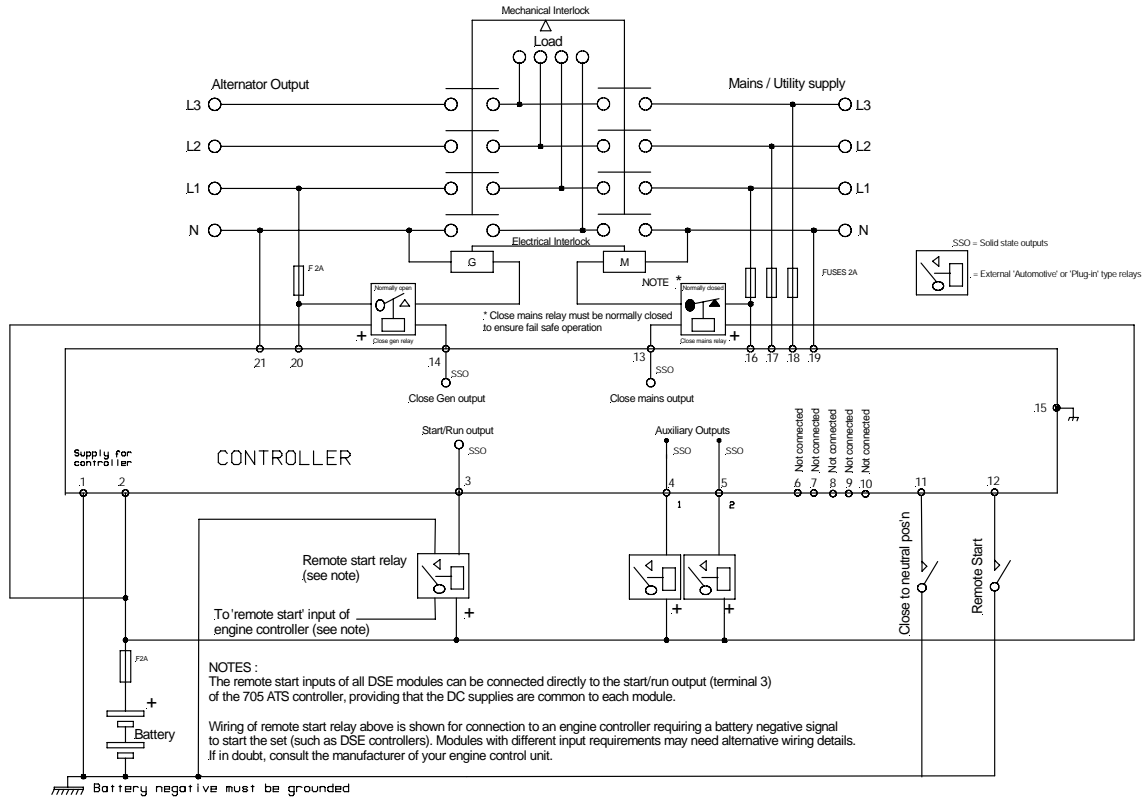 Mechanical Interlock
Load
Alternator Output
Mains / Utility supply
L3
L3
L2
L2
L1
L1
N
N
Electrical Interlock
G
M
F 2A
FUSES 2A
SSO = Solid state outputs
= External 'Automotive' or 'Plug-in' type relays
NOTE *
Normally open
Normally closed
* Close mains relay must be normally closed
to ensure fail safe operation
+
Close gen relay
Close mains relay
+
21
20
14
13
16
17
18
19
SSO
SSO
Close Gen output
Close mains output
15
Start/Run output
SSO
Auxiliary Outputs
SSO
SSO
Not connected
Not connected
Not connected
Not connected
Not connected
Supply for
controller
CONTROLLER
1
2
3
4
5
6
7
8
9
10
11
12
1
2
Remote start relay
(see note)
Close to neutral pos'n
Remote Start
+
+
+
To 'remote start' input of
engine controller (see note)
F2A
NOTES :
The remote start inputs of all DSE modules can be connected directly to the start/run output (terminal 3)
of the 705 ATS controller, providing that the DC supplies are common to each module.
+
Battery
Wiring of remote start relay above is shown for connection to an engine controller requiring a battery negative signal
to start the set (such as DSE controllers). Modules with different input requirements may need alternative wiring details.
If in doubt, consult the manufacturer of your engine control unit.
Battery negative must be grounded